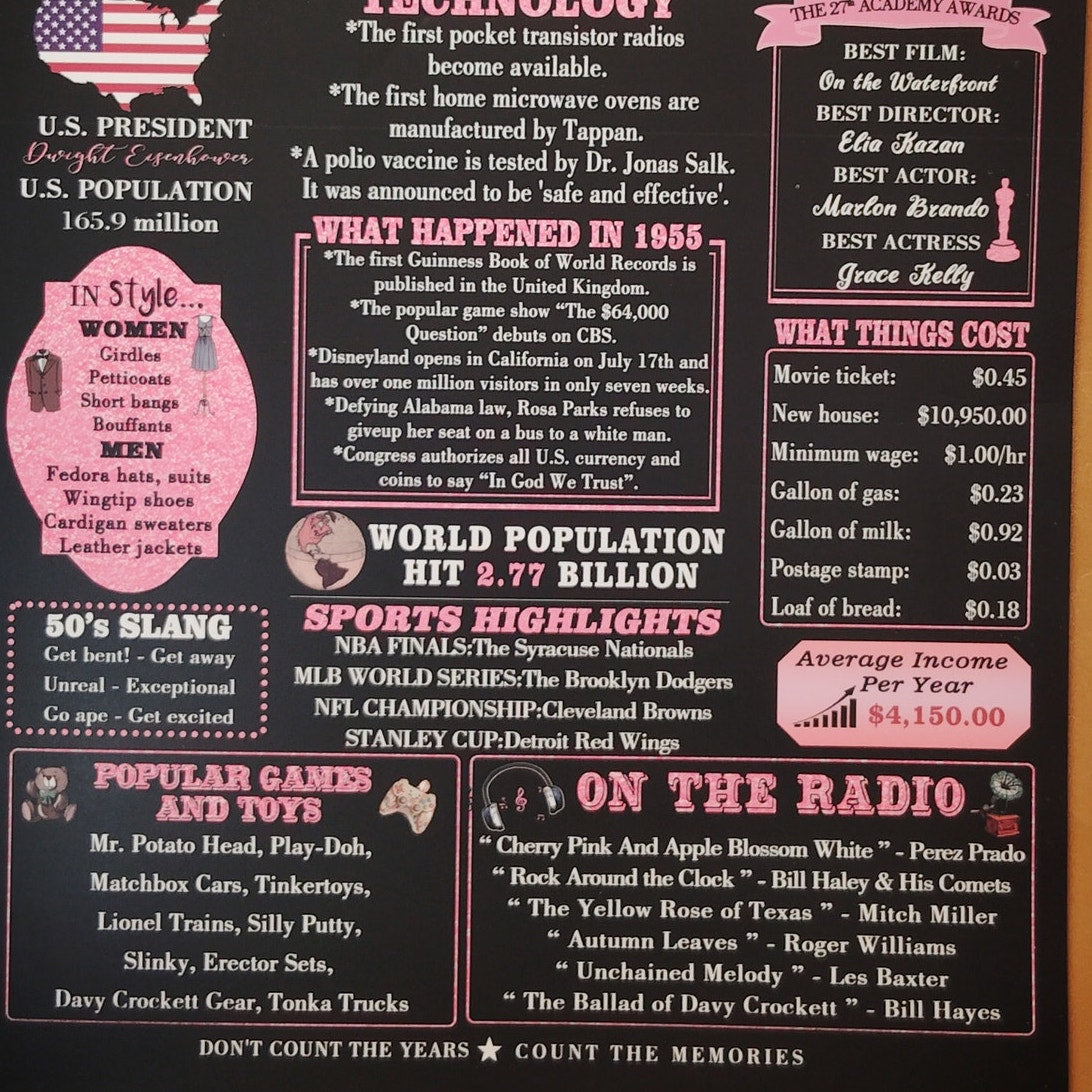 U.S. PRESIDENT
Dwight Eisenhower
U.S. POPULATION
165.9 million
IN style...
WOMEN
Girdles
Petticoats
Short bangs
Bouffants
MEN
Fedora hats, suits
Wingtip shoes
Cardigan sweaters
Leather jackets
50's SLANG
Get bent! - Get away
Unreal - Exceptional
Go ape - Get excited
TECHNOLOGY
*The first pocket transistor radios
become available.
*The first home microwave ovens are
manufactured by Tappan.
*A polio vaccine is tested by Dr. Jonas Salk.
It was announced to be 'safe and effective'.
WHAT HAPPENED IN 1955
*The first Guinness Book of World Records is
published in the United Kingdom.
*The popular game show “The $64,000
Question” debuts on CBS.
*Disneyland opens in California on July 17th and
has over one million visitors in only seven weeks.
*Defying Alabama law, Rosa Parks refuses to
giveup her seat on a bus to a white man.
*Congress authorizes all U.S. currency and
coins to say “In God We Trust”.
WORLD POPULATION
HIT 2.77 BILLION
SPORTS HIGHLIGHTS
NBA FINALS:The Syracuse Nationals
MLB WORLD SERIES:The Brooklyn Dodgers
NFL CHAMPIONSHIP:Cleveland Browns
STANLEY CUP:Detroit Red Wings
THE 27th ACADEMY AWARDS
BEST FILM:
On the Waterfront
BEST DIRECTOR:
Elia Kazan
BEST ACTOR:
Marlon Brando
BEST ACTRESS
Grace Kelly
WHAT THINGS COST
Movie ticket: $0.45
New house: $10,950.00
Minimum wage: $1.00/hr
Gallon of gas: $0.23
Gallon of milk: $0.92
Postage stamp: $0.03
Loaf of bread: $0.18
Average Income
Per Year
$4,150.00
POPULAR GAMES
AND TOYS
Mr. Potato Head, Play-Doh,
Matchbox Cars, Tinkertoys,
Lionel Trains, Silly Putty,
Slinky, Erector Sets,
Davy Crockett Gear, Tonka Trucks
ON THE RADIO
“ Cherry Pink And Apple Blossom White ” - Perez Prado
“ Rock Around the Clock ” - Bill Haley & His Comets
“ The Yellow Rose of Texas ” - Mitch Miller
“ Autumn Leaves ” - Roger Williams
“ Unchained Melody ” - Les Baxter
“ The Ballad of Davy Crockett ” - Bill Hayes
DON'T COUNT THE YEARS ★ COUNT THE MEMORIES